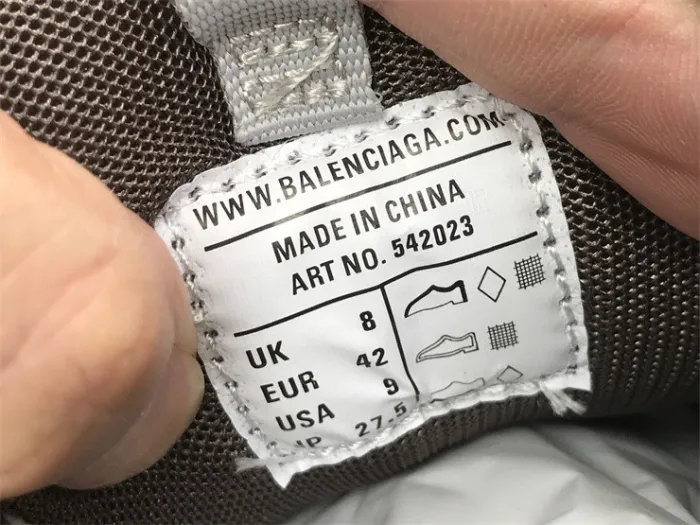 WWW.BALENCIAGA.COM
MADE IN CHINA
ART NO. 542023
UK 8
EUR 42
USA 9
27.5